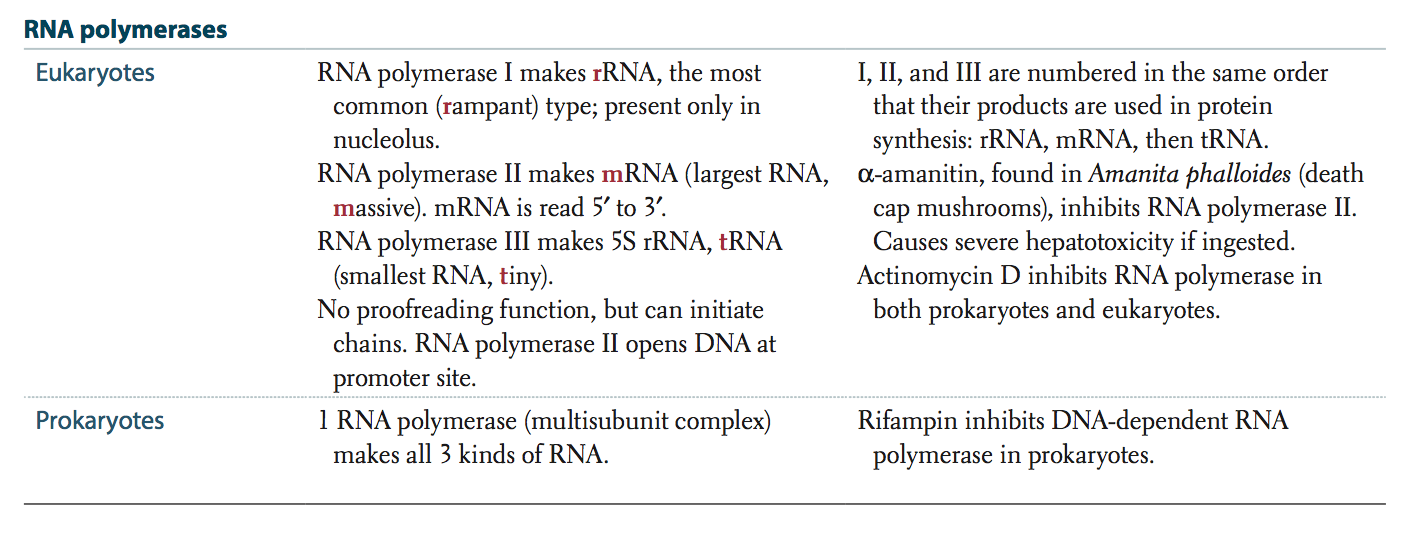 RNA polymerases
Eukaryotes
RNA polymerase I makes rRNA, the most
common (rampant) type; present only in
nucleolus.
RNA polymerase II makes mRNA (largest RNA,
massive). mRNA is read 5′ to 3′.
RNA polymerase III makes 5S rRNA, tRNA
(smallest RNA, tiny).
No proofreading function, but can initiate
chains. RNA polymerase II opens DNA at
promoter site.
I, II, and III are numbered in the same order
that their products are used in protein
synthesis: rRNA, mRNA, then tRNA.
α-amanitin, found in Amanita phalloides (death
cap mushrooms), inhibits RNA polymerase II.
Causes severe hepatotoxicity if ingested.
Actinomycin D inhibits RNA polymerase in
both prokaryotes and eukaryotes.
Prokaryotes
1 RNA polymerase (multisubunit complex)
makes all 3 kinds of RNA.
Rifampin inhibits DNA-dependent RNA
polymerase in prokaryotes.